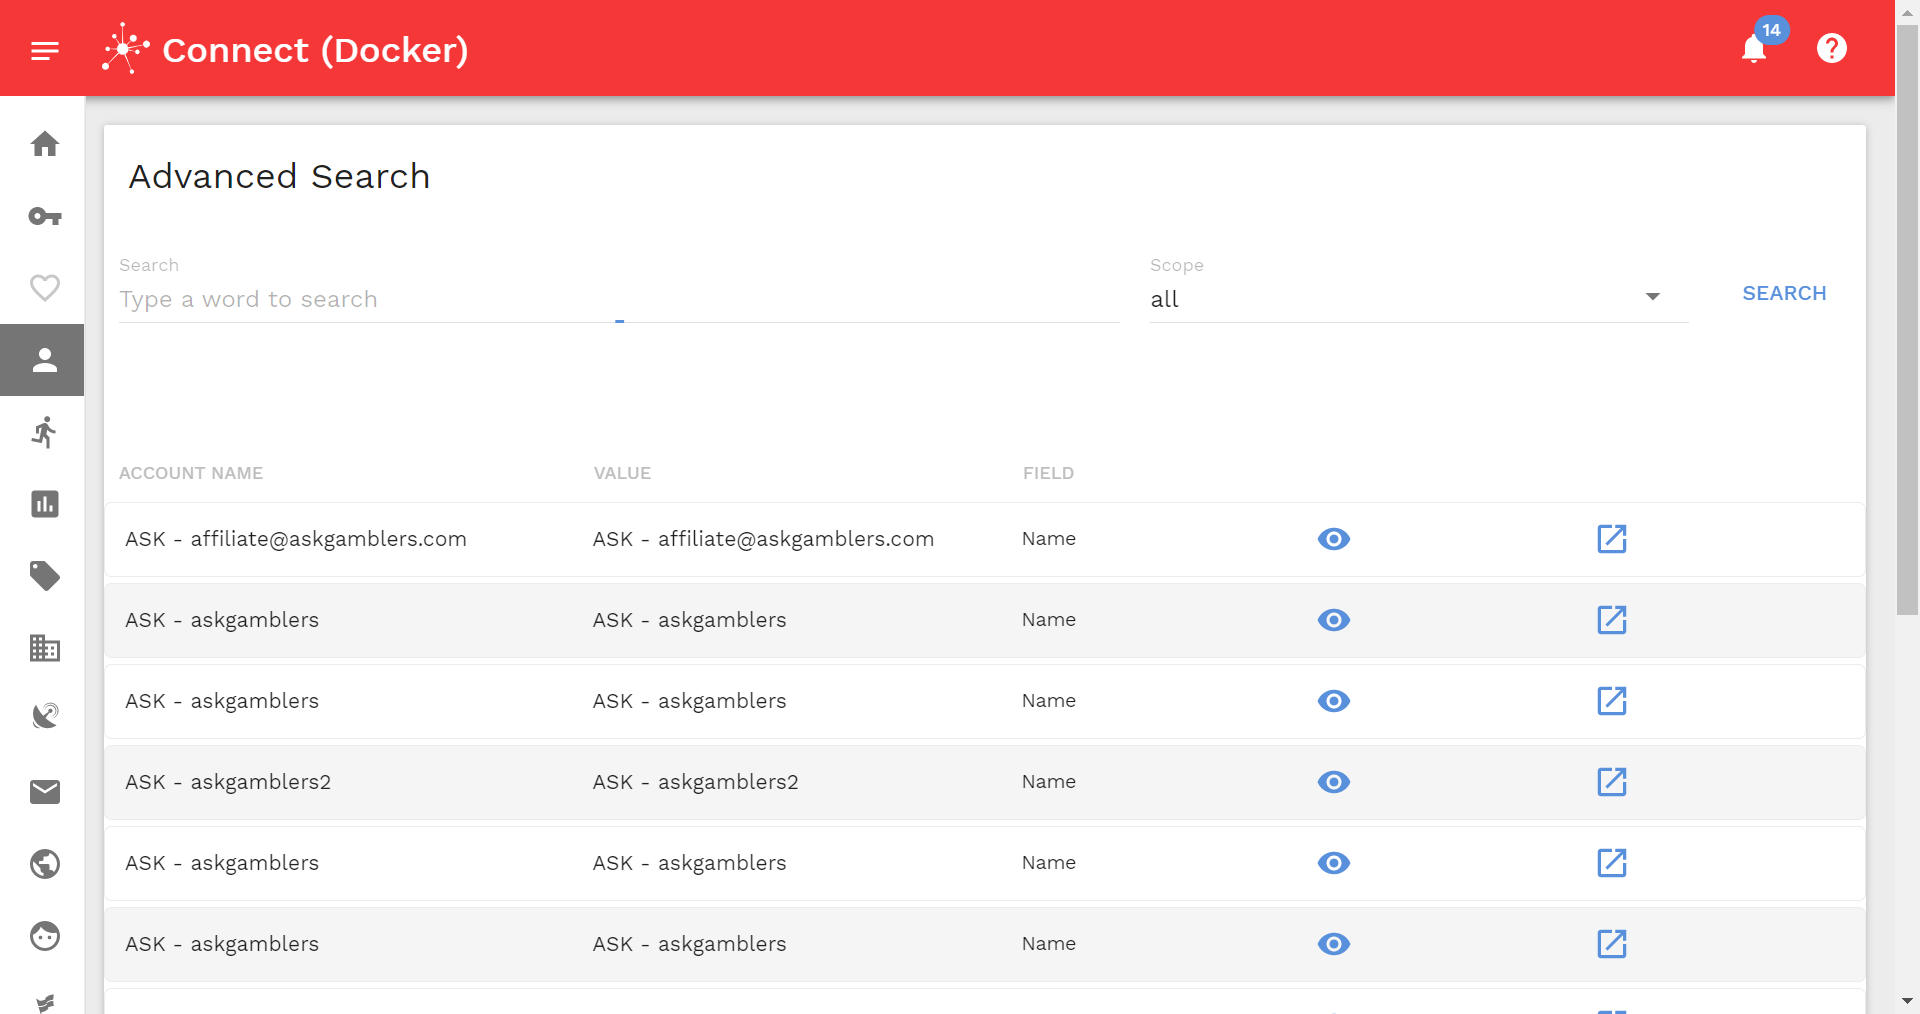 Connect (Docker)
14
Advanced Search
Search
Type a word to search
Scope
all
SEARCH
ACCOUNT NAME VALUE FIELD
ASK - affiliate@askgamblers.com ASK - affiliate@askgamblers.com Name
ASK - askgamblers ASK - askgamblers Name
ASK - askgamblers ASK - askgamblers Name
ASK - askgamblers2 ASK - askgamblers2 Name
ASK - askgamblers ASK - askgamblers Name
ASK - askgamblers ASK - askgamblers Name